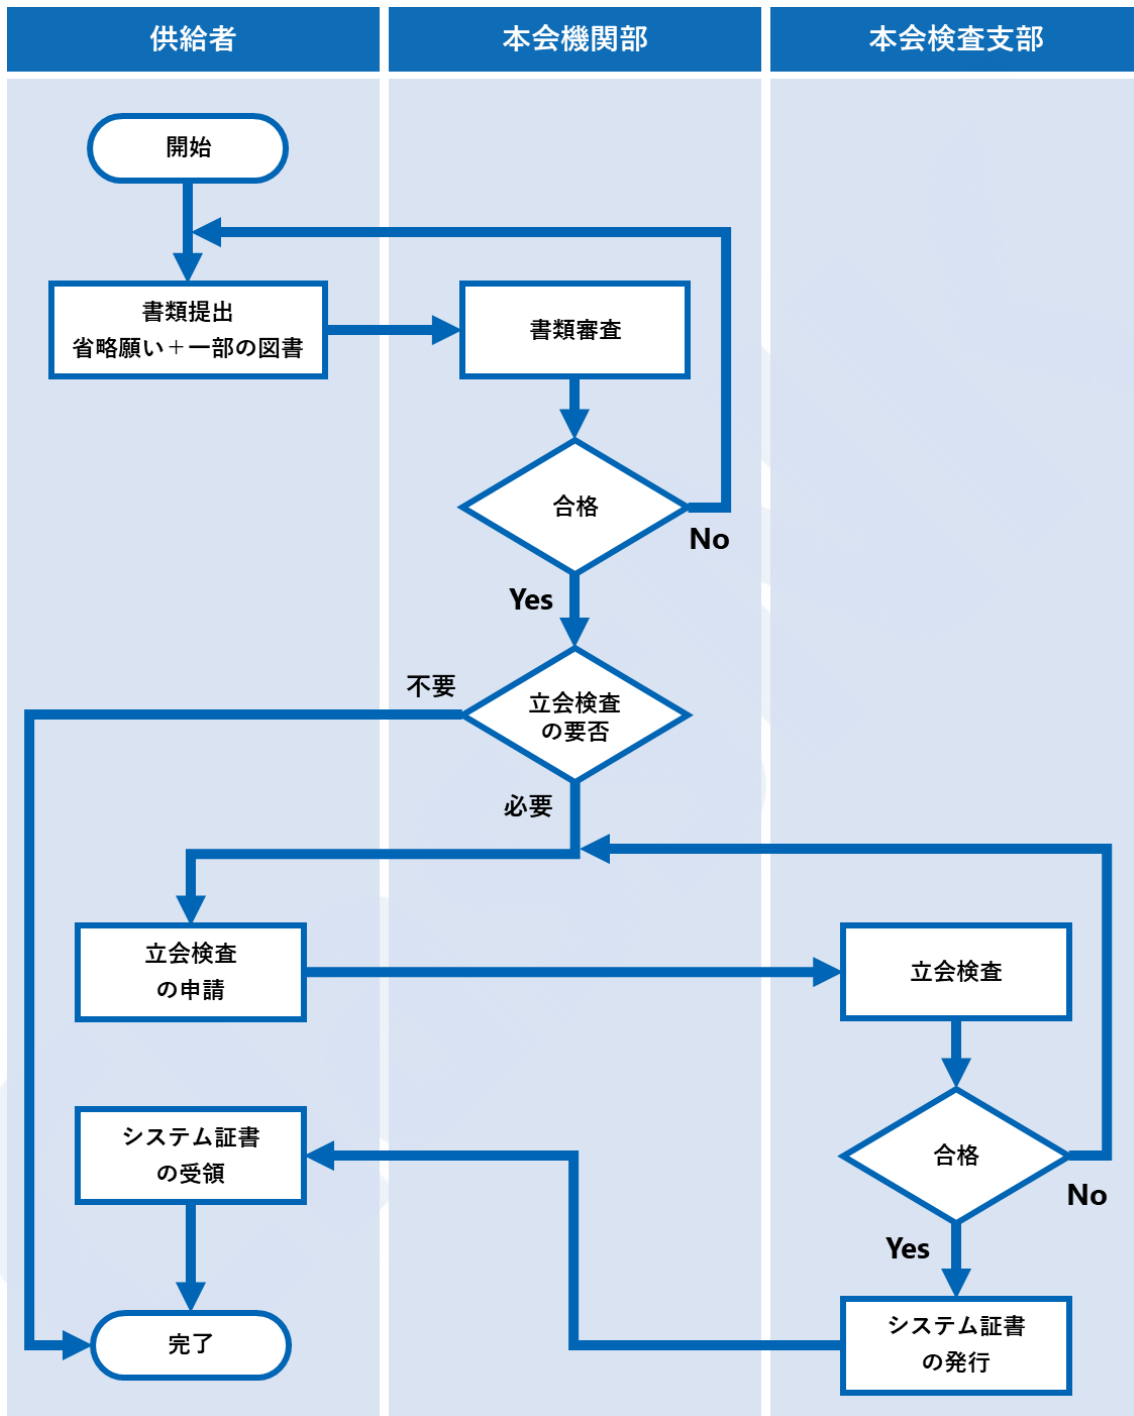 供給者
本会機関部
本会検査支部
開始
書類提出
省略願い＋一部の図書
書類審査
合格
No
Yes
立会検査
の要否
不要
必要
立会検査
の申請
立会検査
合格
No
Yes
システム証書
の受領
システム証書
の発行
完了